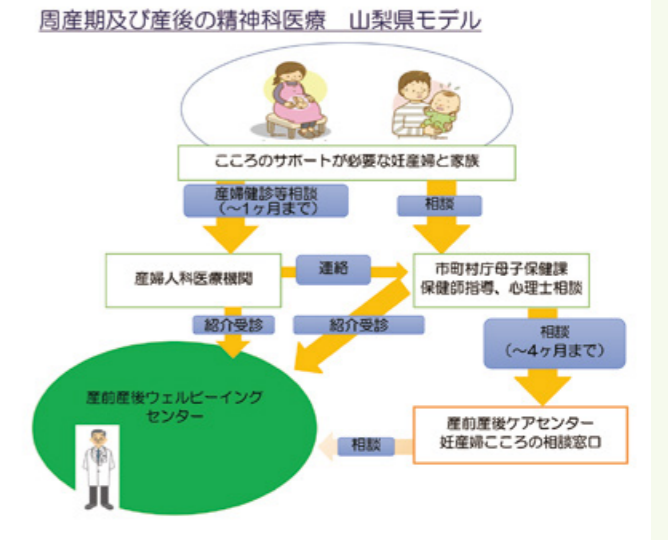 周産期及び産後の精神科医療　山梨県モデル
こころのサポートが必要な妊産婦と家族
産婦健診等相談
（～1ヶ月まで）
相談
産婦人科医療機関
連絡
市町村庁母子保健課
保健師指導、心理士相談
紹介受診
紹介受診
相談
（～4ヶ月まで）
産前産後ウェルビーイング
センター
産前産後ケアセンター
妊産婦こころの相談窓口
相談